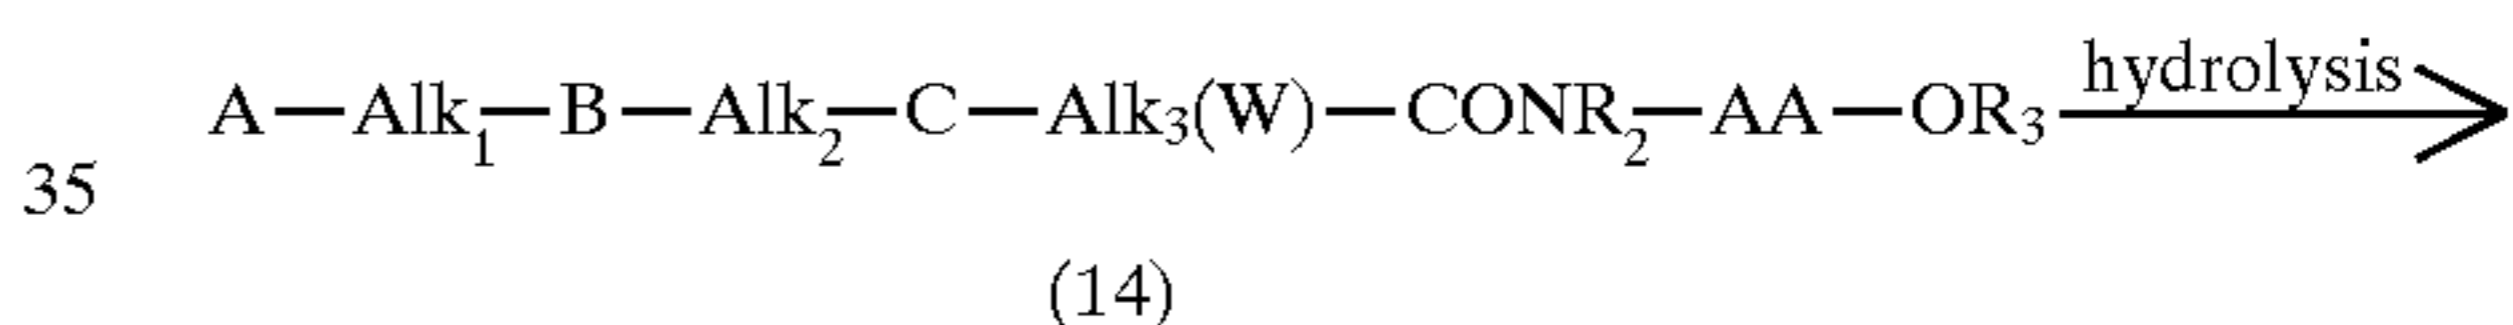 A—Alk₁—B—Alk₂—C—Alk₃(W)—CONR₂—AA—OR₃ hydrolysis
35
(14)